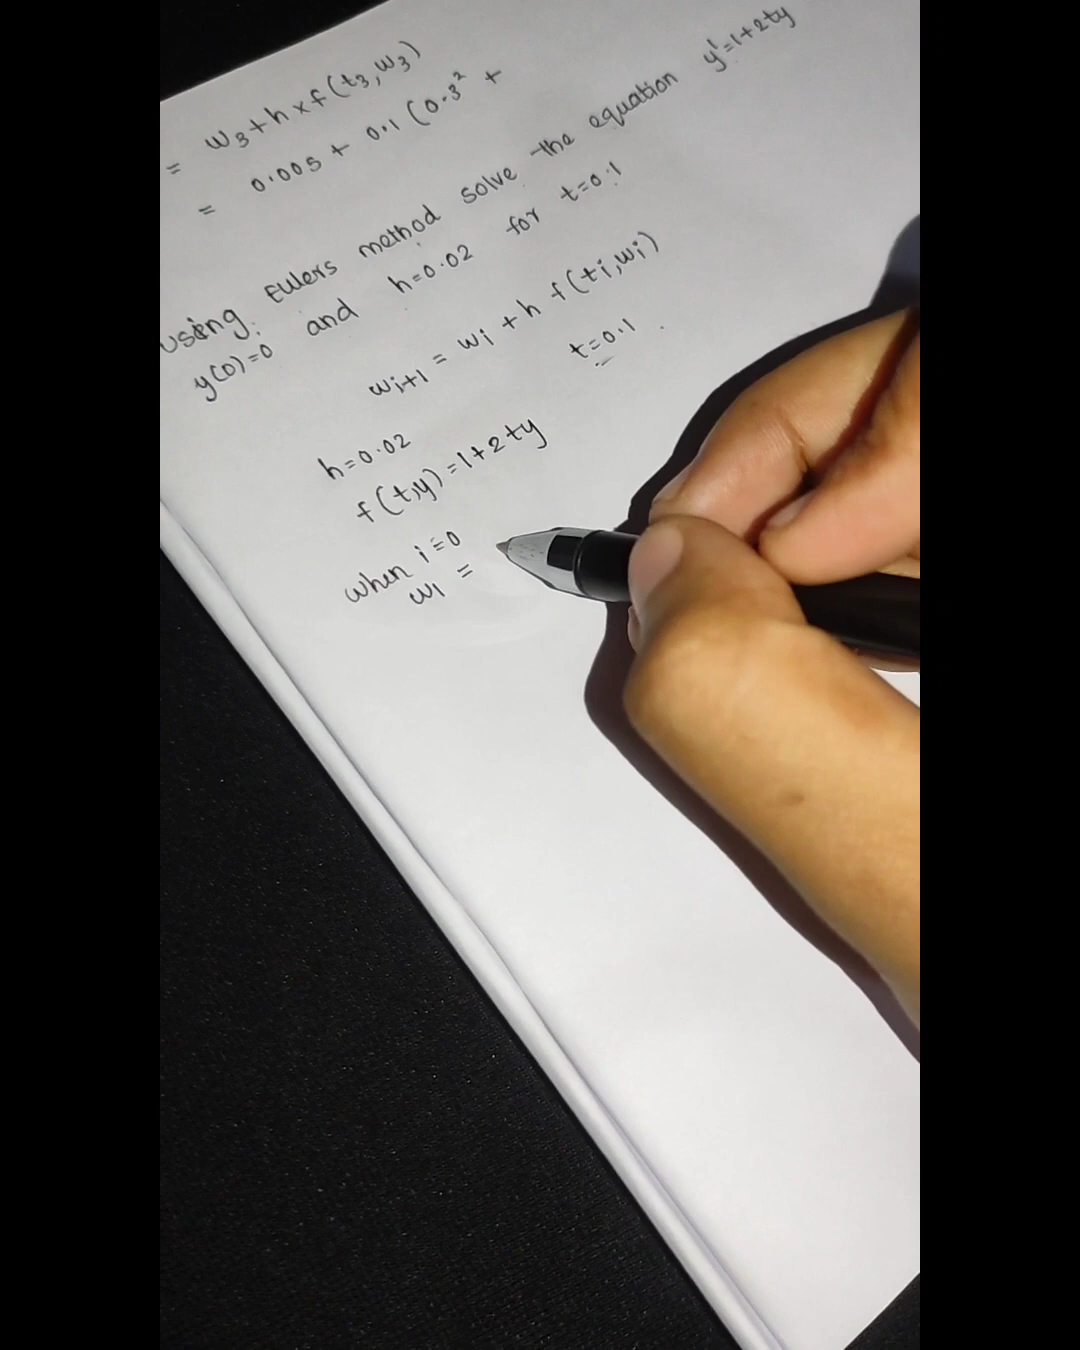 = w3+h×f(t3,w3)
= 0.005 + 0.1 (0.3² +
using Eulers method solve the equation y'=1+2ty
y(0)=0 and h=0.02 for t=0.1
wi+1 = wi + h f(ti,wi)
h=0.02 t=0.1
f(t,y)=1+2ty
when i=0
w1 =